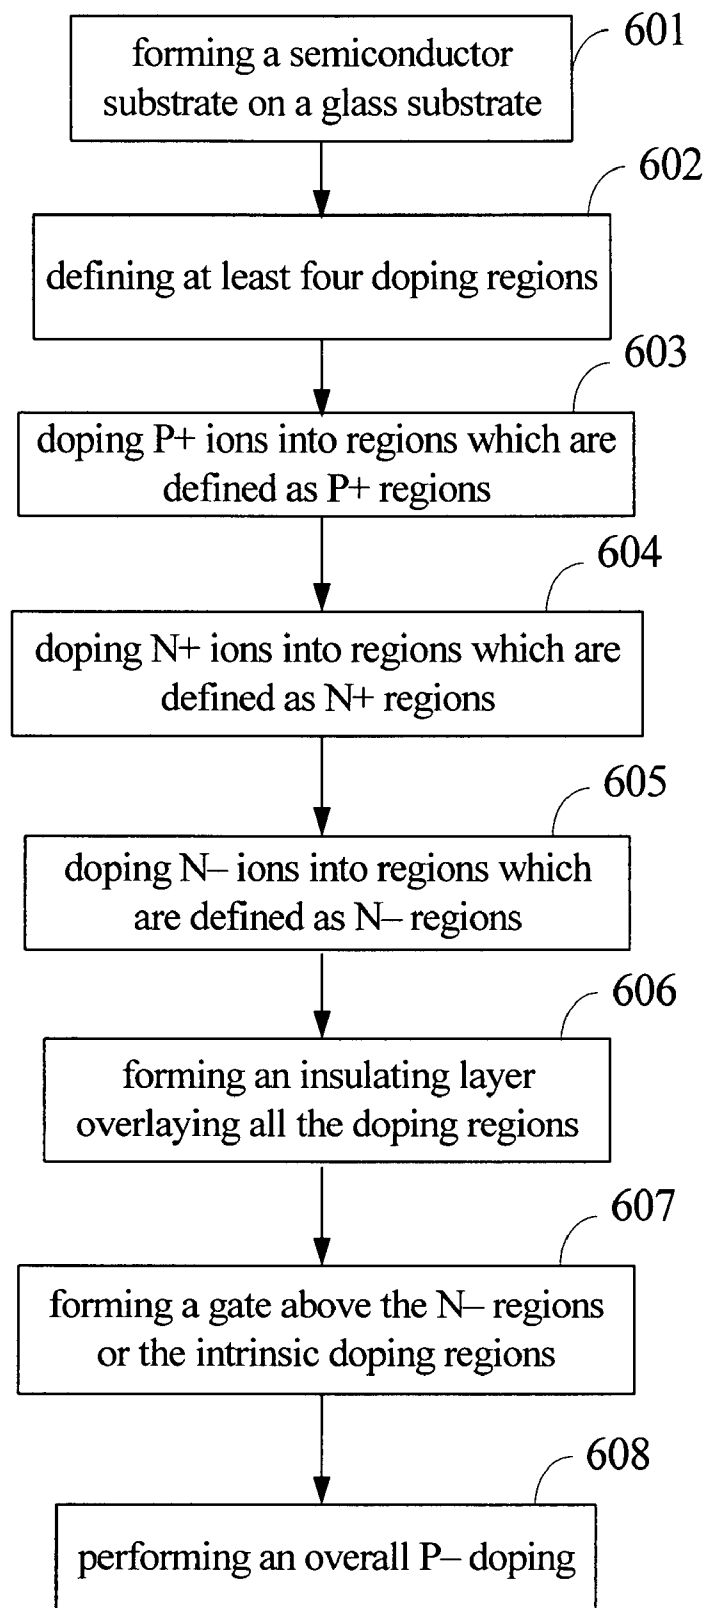 601
forming a semiconductor
substrate on a glass substrate
602
defining at least four doping regions
603
doping P+ ions into regions which are
defined as P+ regions
604
doping N+ ions into regions which are
defined as N+ regions
605
doping N– ions into regions which
are defined as N– regions
606
forming an insulating layer
overlaying all the doping regions
607
forming a gate above the N– regions
or the intrinsic doping regions
608
performing an overall P– doping